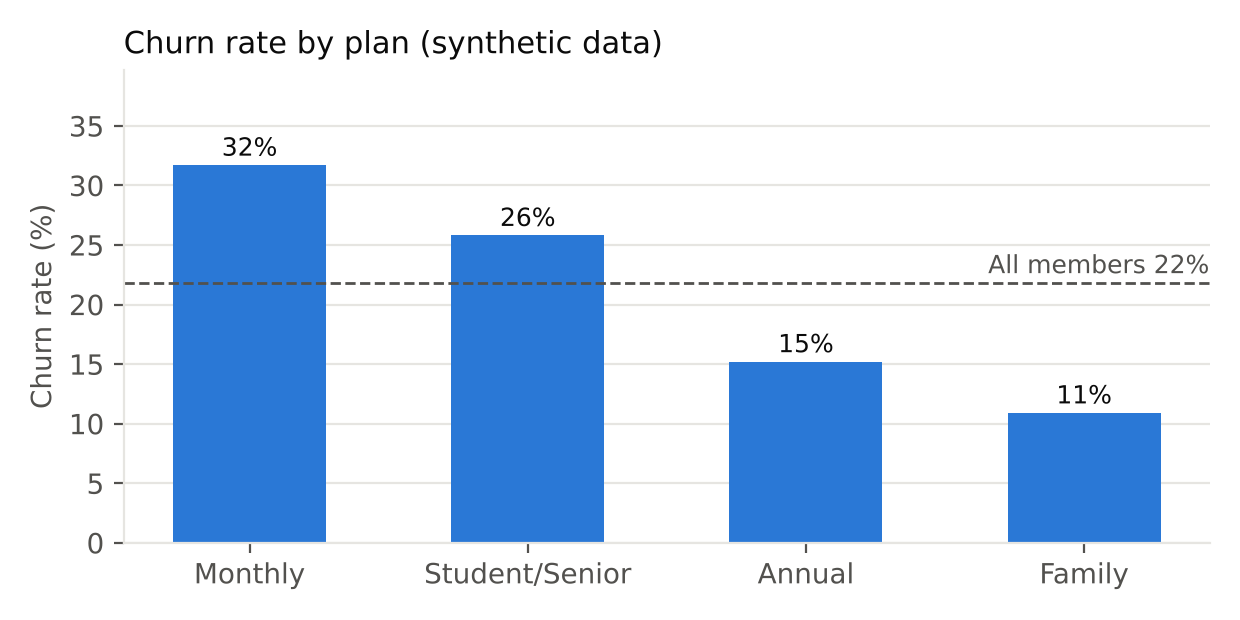 Churn rate by plan (synthetic data)
Churn rate (%)
35
30
25
20
15
10
5
0
32%
26%
15%
11%
All members 22%
Monthly
Student/Senior
Annual
Family